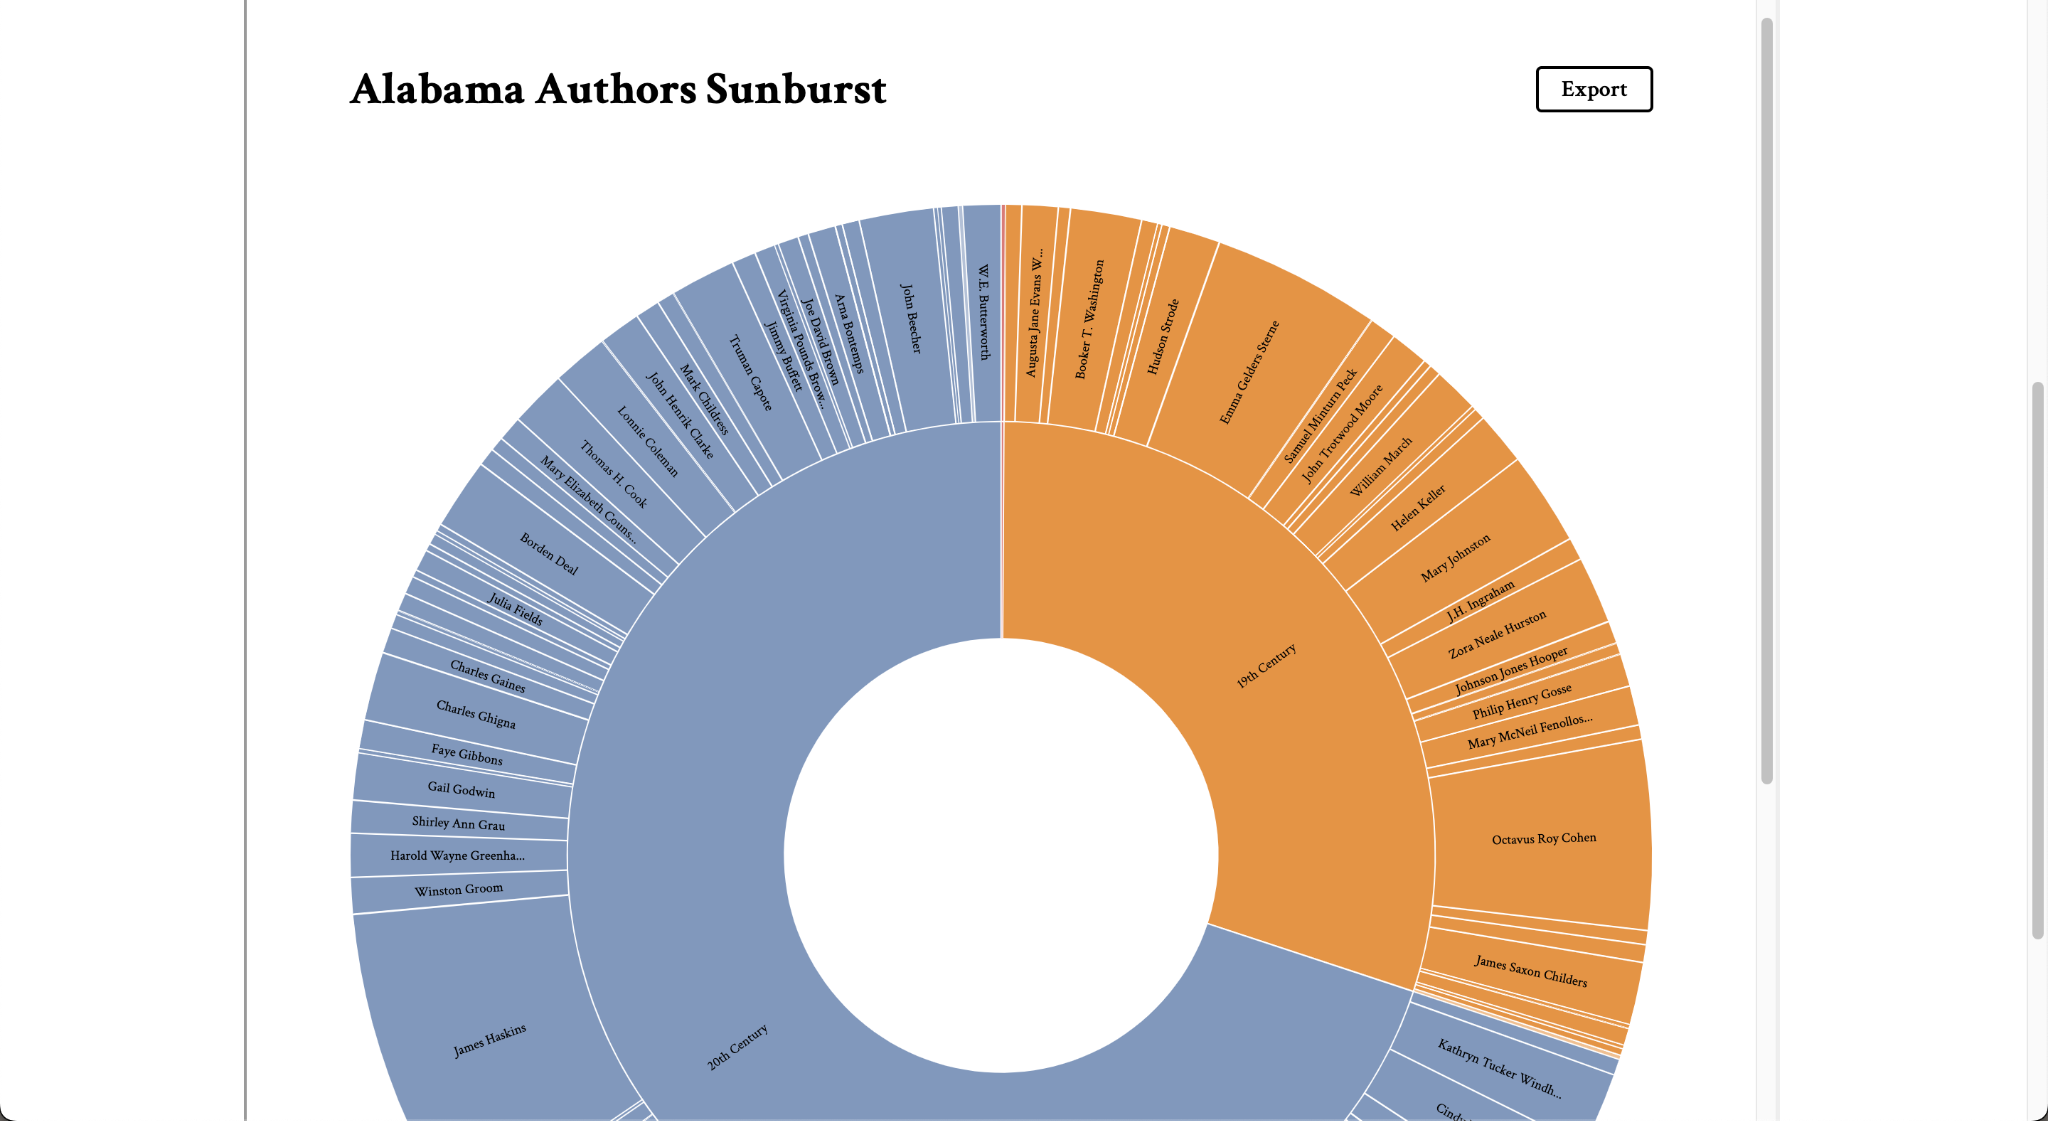 Alabama Authors Sunburst
Export
Augusta Jane Evans W...
Booker T. Washington
Hudson Strode
Emma Gelders Sterne
Samuel Minturn Peck
John Trotwood Moore
William March
Helen Keller
Mary Johnston
J.H. Ingraham
Zora Neale Hurston
Johnson Jones Hooper
Philip Henry Gosse
Mary McNeil Fenollos...
Octavus Roy Cohen
James Saxon Childers
19th Century
Kathryn Tucker Windh...
20th Century
James Haskins
Winston Groom
Harold Wayne Greenha...
Shirley Ann Grau
Gail Godwin
Faye Gibbons
Charles Ghigna
Charles Gaines
Julia Fields
Borden Deal
Mary Elizabeth Couns...
Thomas H. Cook
Lonnie Coleman
John Henrik Clarke
Mark Childress
Truman Capote
Jimmy Buffett
Virginia Pounds Brow...
Joe David Brown
Arna Bontemps
John Beecher
W.E. Butterworth